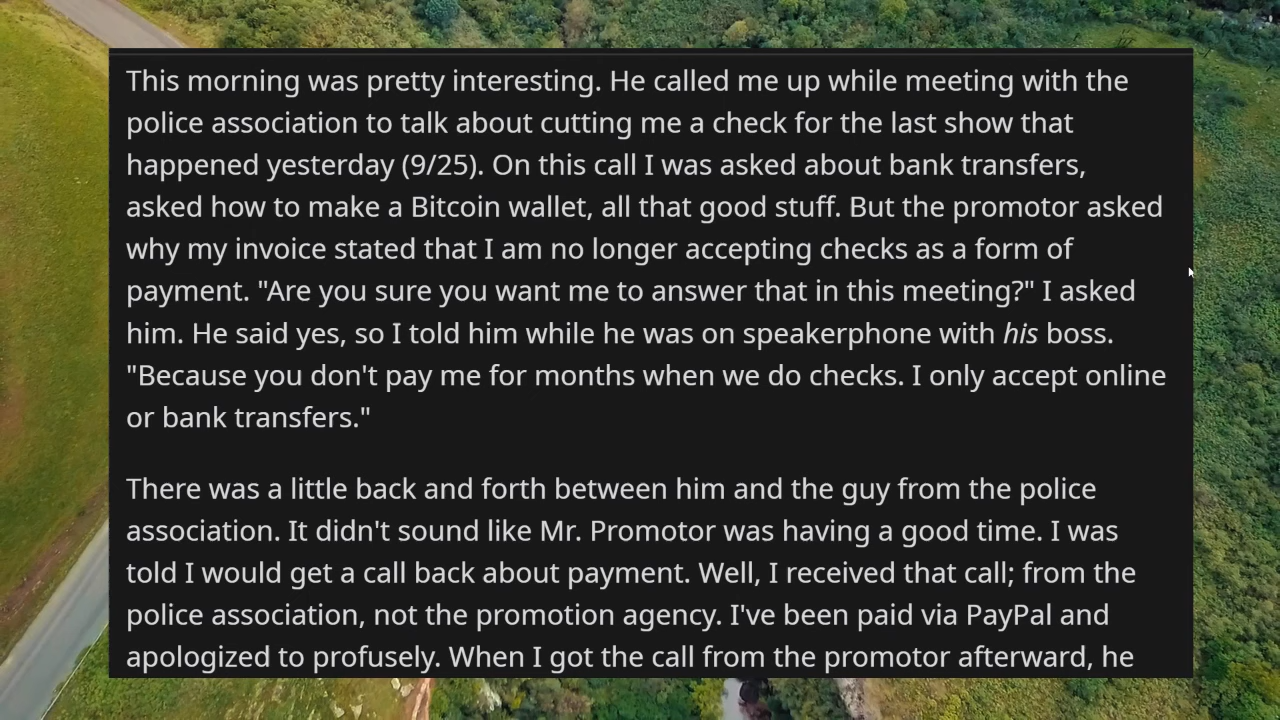 This morning was pretty interesting. He called me up while meeting with the
police association to talk about cutting me a check for the last show that
happened yesterday (9/25). On this call I was asked about bank transfers,
asked how to make a Bitcoin wallet, all that good stuff. But the promotor asked
why my invoice stated that I am no longer accepting checks as a form of
payment. "Are you sure you want me to answer that in this meeting?" I asked
him. He said yes, so I told him while he was on speakerphone with his boss.
"Because you don't pay me for months when we do checks. I only accept online
or bank transfers."
There was a little back and forth between him and the guy from the police
association. It didn't sound like Mr. Promotor was having a good time. I was
told I would get a call back about payment. Well, I received that call; from the
police association, not the promotion agency. I've been paid via PayPal and
apologized to profusely. When I got the call from the promotor afterward, he